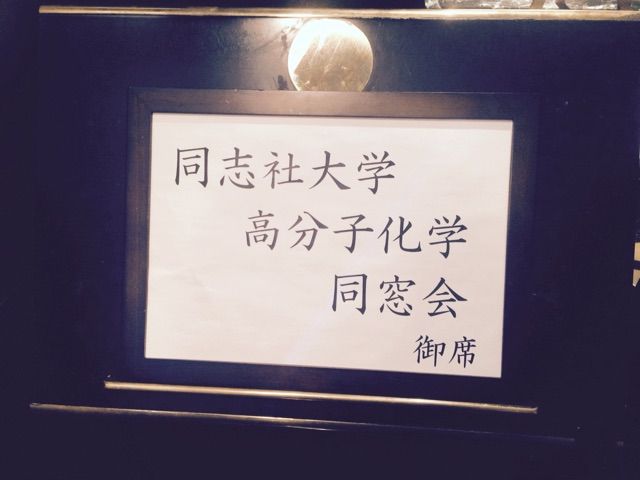 同志社大学
高分子化学
同窓会
御席